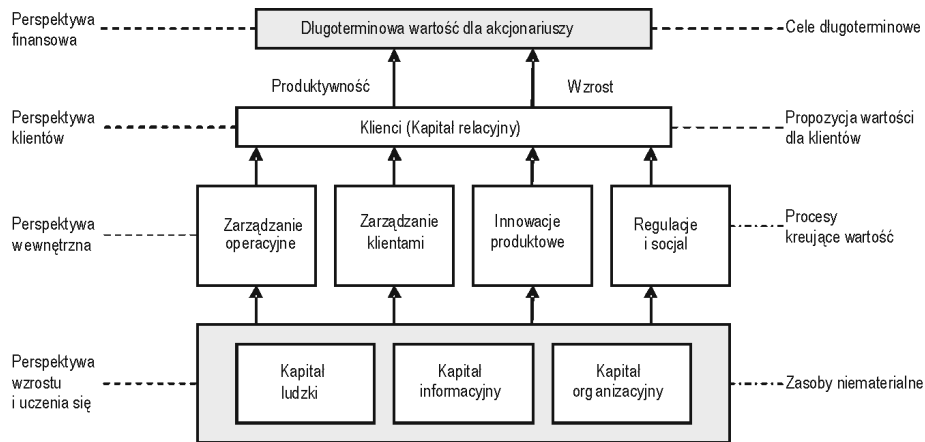 Perspektywa
finansowa
Długoterminowa wartość dla akcjonariuszy
Cele długoterminowe
Produktywność
Wzrost
Perspektywa
klientów
Klienci (Kapitał relacyjny)
Propozycja wartości
dla klientów
Perspektywa
wewnętrzna
Zarządzanie
operacyjne
Zarządzanie
klientami
Innowacje
produktowe
Regulacje
i socjal
Procesy
kreujące wartość
Perspektywa
wzrostu
i uczenia się
Kapitał
ludzki
Kapitał
informacyjny
Kapitał
organizacyjny
Zasoby niematerialne